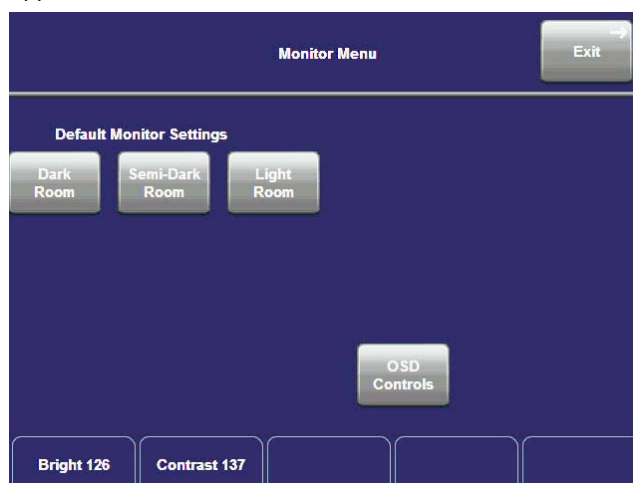 Monitor Menu
Exit
Default Monitor Settings
Dark
Room
Semi-Dark
Room
Light
Room
OSD
Controls
Bright 126
Contrast 137